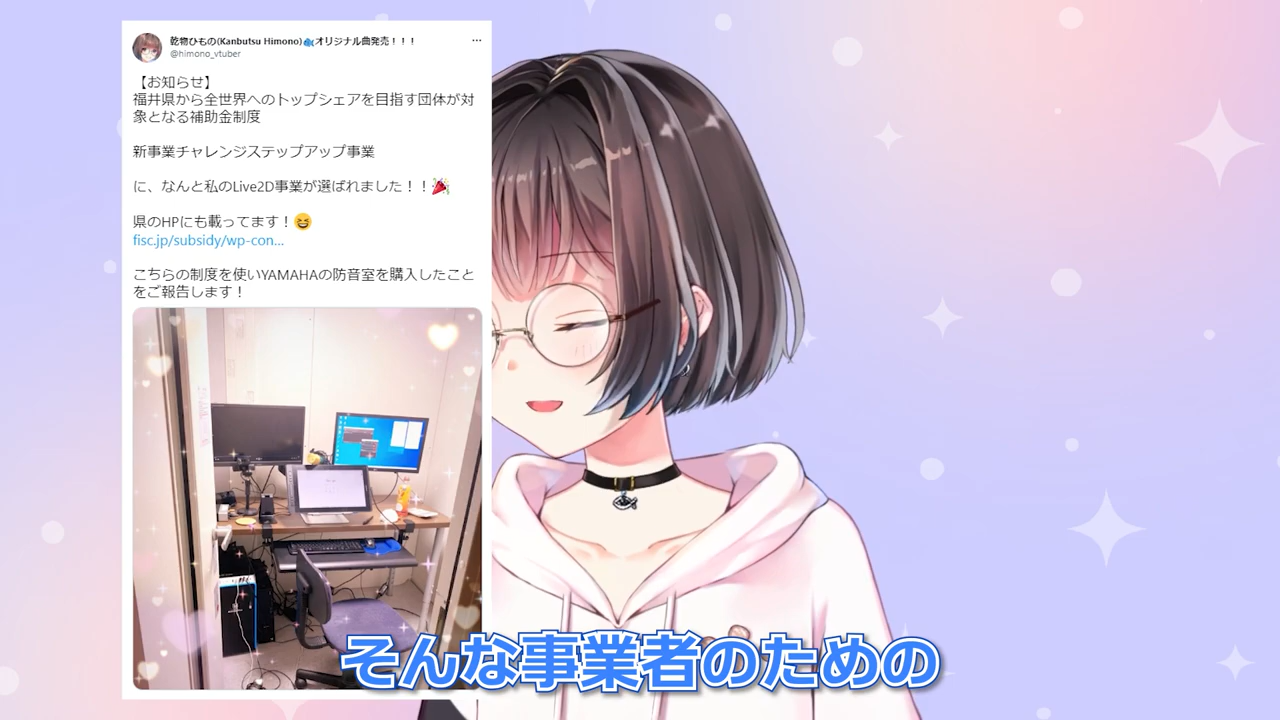 乾物ひもの(Kanbutsu Himono)🐟オリジナル曲発売！！！
@himono_vtuber
【お知らせ】
福井県から全世界へのトップシェアを目指す団体が対
象となる補助金制度
新事業チャレンジステップアップ事業
に、なんと私のLive2D事業が選ばれました！！🎉
県のHPにも載ってます！😆
fisc.jp/subsidy/wp-con...
こちらの制度を使いYAMAHAの防音室を購入したこと
をご報告します！
そんな事業者のための